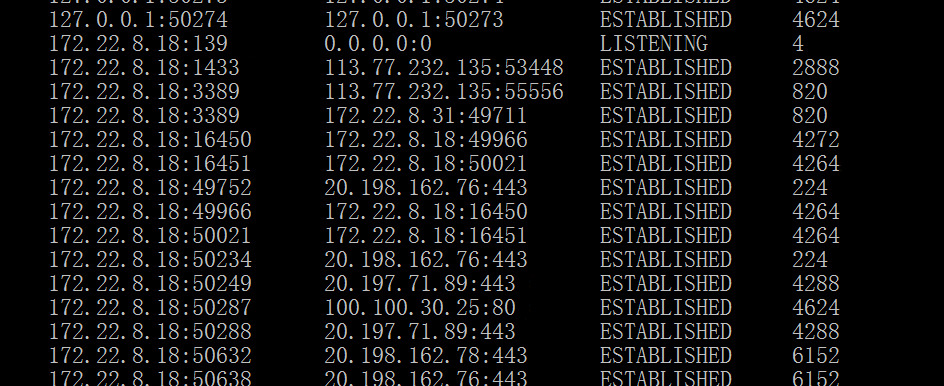 127.0.0.1:50274 127.0.0.1:50273 ESTABLISHED 4624
172.22.8.18:139 0.0.0.0:0 LISTENING 4
172.22.8.18:1433 113.77.232.135:53448 ESTABLISHED 2888
172.22.8.18:3389 113.77.232.135:55556 ESTABLISHED 820
172.22.8.18:3389 172.22.8.31:49711 ESTABLISHED 820
172.22.8.18:16450 172.22.8.18:49966 ESTABLISHED 4272
172.22.8.18:16451 172.22.8.18:50021 ESTABLISHED 4264
172.22.8.18:49752 20.198.162.76:443 ESTABLISHED 224
172.22.8.18:49966 172.22.8.18:16450 ESTABLISHED 4264
172.22.8.18:50021 172.22.8.18:16451 ESTABLISHED 4264
172.22.8.18:50234 20.198.162.76:443 ESTABLISHED 224
172.22.8.18:50249 20.197.71.89:443 ESTABLISHED 4288
172.22.8.18:50287 100.100.30.25:80 ESTABLISHED 4624
172.22.8.18:50288 20.197.71.89:443 ESTABLISHED 4288
172.22.8.18:50632 20.198.162.78:443 ESTABLISHED 6152
172.22.8.18:50638 20.198.162.76:443 ESTABLISHED 6152